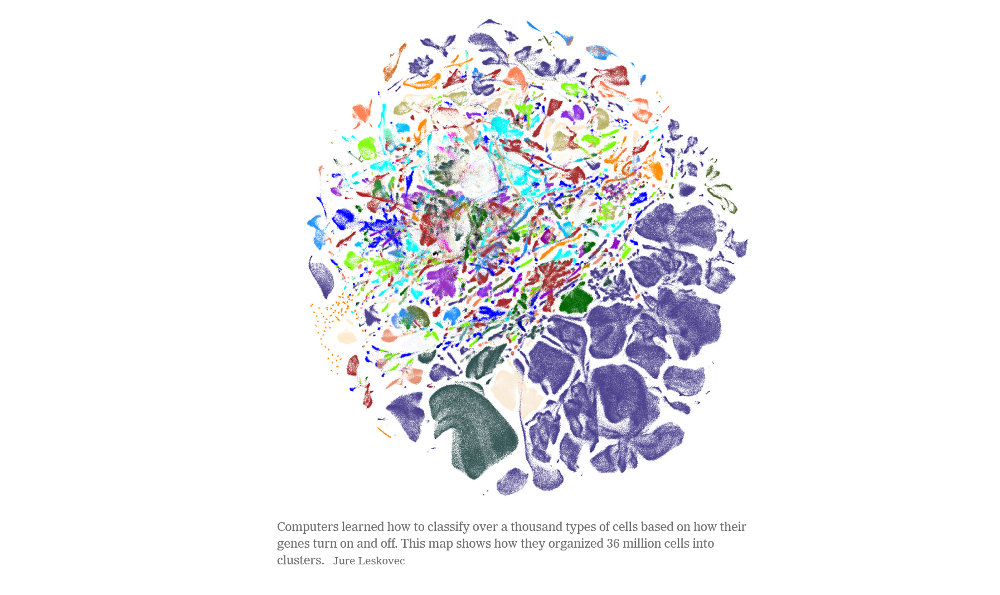 Computers learned how to classify over a thousand types of cells based on how their
genes turn on and off. This map shows how they organized 36 million cells into
clusters. Jure Leskovec